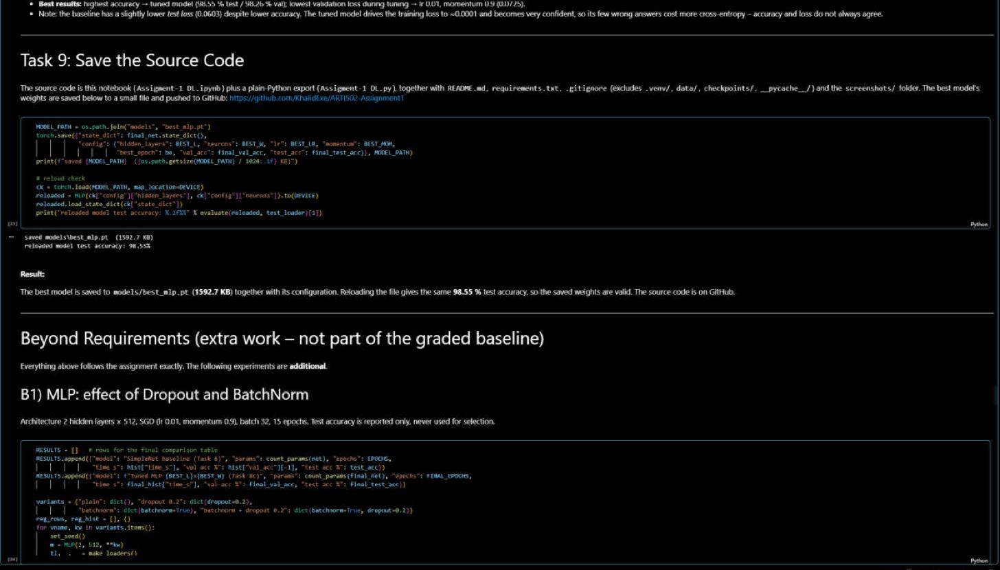 • Best results: highest accuracy → tuned model (98.55 % test / 98.26 % val); lowest validation loss during tuning → lr 0.01, momentum 0.9 (0.0725).
• Note: the baseline has a slightly lower test loss (0.0603) despite lower accuracy. The tuned model drives the training loss to ≈0.0001 and becomes very confident, so its few wrong answers cost more cross-entropy – accuracy and loss do not always agree.
Task 9: Save the Source Code
The source code is this notebook (Assigment-1 DL.ipynb) plus a plain-Python export (Assigment-1 DL.py), together with README.md, requirements.txt, .gitignore (excludes .venv/, data/, checkpoints/, __pycache__/) and the screenshots/ folder. The best model's
weights are saved below to a small file and pushed to GitHub: https://github.com/KhalidExe/ARTI502-Assignment1
MODEL_PATH = os.path.join("models", "best_mlp.pt")
torch.save({"state_dict": final_net.state_dict(),
"config": {"hidden_layers": BEST_L, "neurons": BEST_W, "lr": BEST_LR, "momentum": BEST_MOM,
"best_epoch": be, "val_acc": final_val_acc, "test_acc": final_test_acc}}, MODEL_PATH)
print(f"saved {MODEL_PATH}  ({os.path.getsize(MODEL_PATH) / 1024:.1f} KB)")
# reload check
ck = torch.load(MODEL_PATH, map_location=DEVICE)
reloaded = MLP(ck["config"]["hidden_layers"], ck["config"]["neurons"]).to(DEVICE)
reloaded.load_state_dict(ck["state_dict"])
print("reloaded model test accuracy: %.2f%%" % evaluate(reloaded, test_loader)[1])
[23]
Python
... saved models\best_mlp.pt  (1592.7 KB)
reloaded model test accuracy: 98.55%
Result:
The best model is saved to models/best_mlp.pt (1592.7 KB) together with its configuration. Reloading the file gives the same 98.55 % test accuracy, so the saved weights are valid. The source code is on GitHub.
Beyond Requirements (extra work – not part of the graded baseline)
Everything above follows the assignment exactly. The following experiments are additional.
B1) MLP: effect of Dropout and BatchNorm
Architecture 2 hidden layers × 512, SGD (lr 0.01, momentum 0.9), batch 32, 15 epochs. Test accuracy is reported only, never used for selection.
RESULTS = []   # rows for the final comparison table
RESULTS.append({"model": "SimpleNet baseline (Task 6)", "params": count_params(net), "epochs": EPOCHS,
"time s": hist["time_s"], "val acc %": hist["val_acc"][-1], "test acc %": test_acc})
RESULTS.append({"model": f"Tuned MLP {BEST_L}x{BEST_W} (Task 8c)", "params": count_params(final_net), "epochs": FINAL_EPOCHS,
"time s": final_hist["time_s"], "val acc %": final_val_acc, "test acc %": final_test_acc})
variants = {"plain": dict(), "dropout 0.2": dict(dropout=0.2),
"batchnorm": dict(batchnorm=True), "batchnorm + dropout 0.2": dict(batchnorm=True, dropout=0.2)}
reg_rows, reg_hist = [], {}
for vname, kw in variants.items():
set_seed()
m = MLP(2, 512, **kw)
tl, _, _ = make_loaders()
[24]
Python